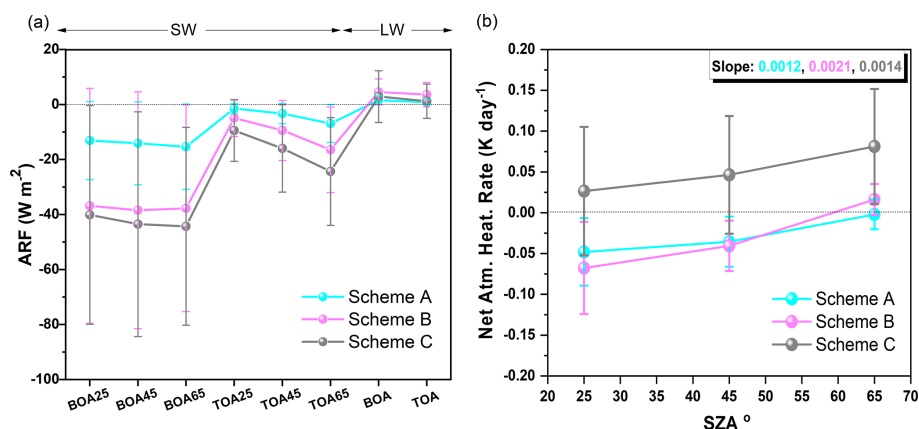 (a)
SW
LW
20
0
-20
-40
-60
-80
-100
ARF (W m⁻²)
Scheme A
Scheme B
Scheme C
BOA25
BOA45
BOA65
TOA25
TOA45
TOA65
BOA
TOA
(b)
0.20
0.15
0.10
0.05
0.00
-0.05
-0.10
-0.15
-0.20
Net Atm. Heat. Rate (K day⁻¹)
Slope: 0.0012, 0.0021, 0.0014
Scheme A
Scheme B
Scheme C
20 25 30 35 40 45 50 55 60 65 70
SZA °